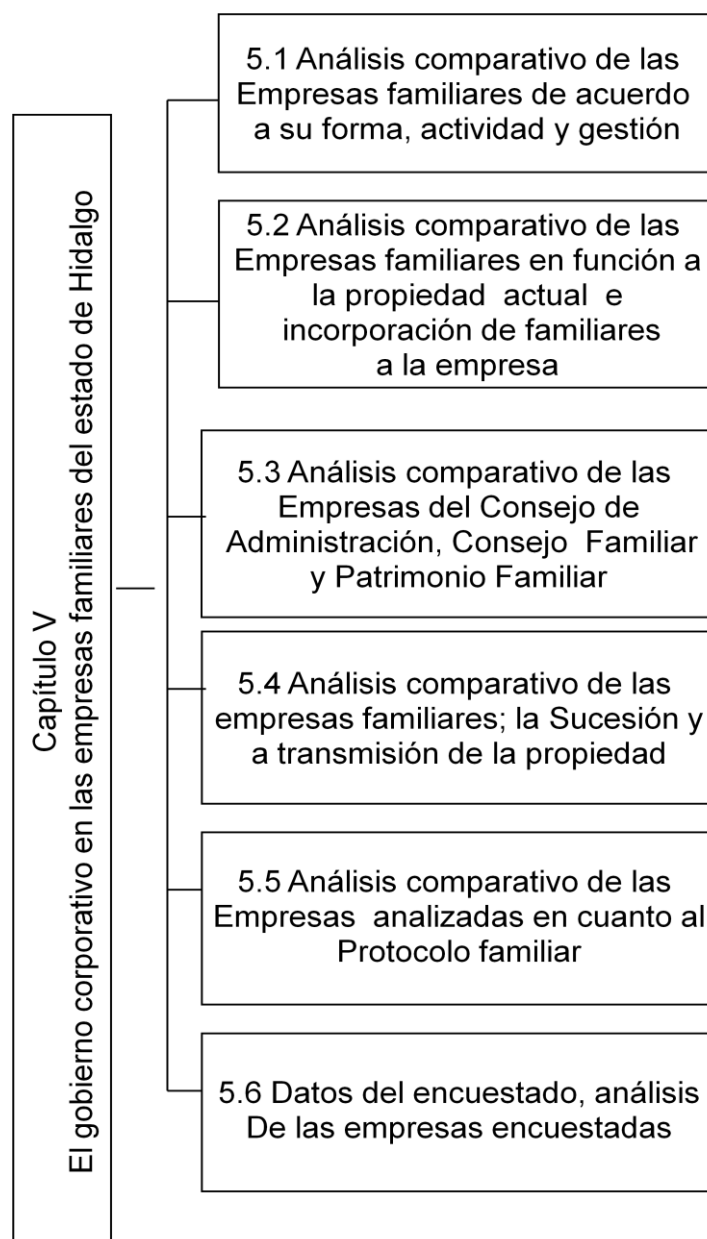 Capítulo V
El gobierno corporativo en las empresas familiares del estado de Hidalgo
5.1 Análisis comparativo de las
Empresas familiares de acuerdo
a su forma, actividad y gestión
5.2 Análisis comparativo de las
Empresas familiares en función a
la propiedad actual e
incorporación de familiares
a la empresa
5.3 Análisis comparativo de las
Empresas del Consejo de
Administración, Consejo Familiar
y Patrimonio Familiar
5.4 Análisis comparativo de las
empresas familiares; la Sucesión y
a transmisión de la propiedad
5.5 Análisis comparativo de las
Empresas analizadas en cuanto al
Protocolo familiar
5.6 Datos del encuestado, análisis
De las empresas encuestadas